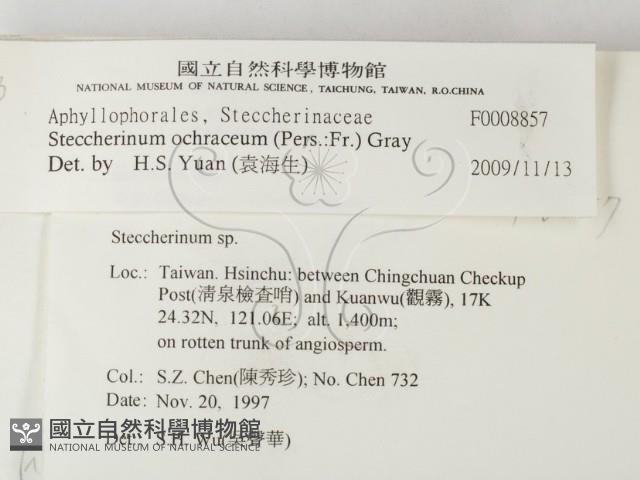 國立自然科學博物館
NATIONAL MUSEUM OF NATURAL SCIENCE, TAICHUNG, TAIWAN, R.O.CHINA
Aphyllophorales, Steccherinaceae F0008857
Steccherinum ochraceum (Pers.:Fr.) Gray
Det. by H.S. Yuan (袁海生) 2009/11/13
Steccherinum sp.
Loc.: Taiwan. Hsinchu: between Chingchuan Checkup
Post(清泉檢查哨) and Kuanwu(觀霧), 17K
24.32N, 121.06E; alt. 1,400m;
on rotten trunk of angiosperm.
Col.: S.Z. Chen(陳秀珍); No. Chen 732
Date: Nov. 20, 1997
S.H. Wu(吳聲華)
國立自然科學博物館
NATIONAL MUSEUM OF NATURAL SCIENCE